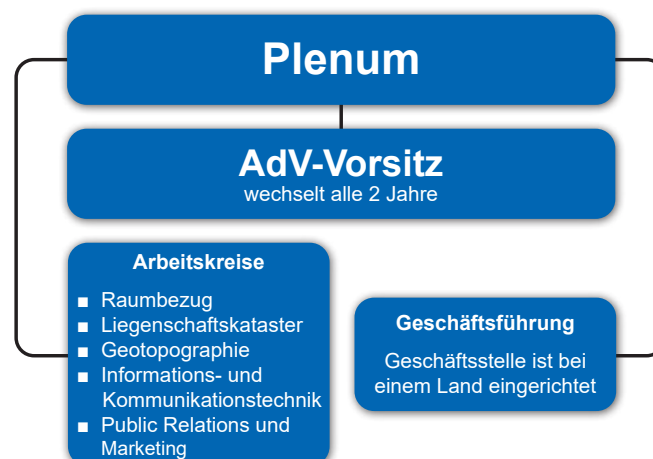 Plenum
AdV-Vorsitz
wechselt alle 2 Jahre
Arbeitskreise
■ Raumbezug
■ Liegenschaftskataster
■ Geotopographie
■ Informations- und
Kommunikationstechnik
■ Public Relations und
Marketing
Geschäftsführung
Geschäftsstelle ist bei
einem Land eingerichtet